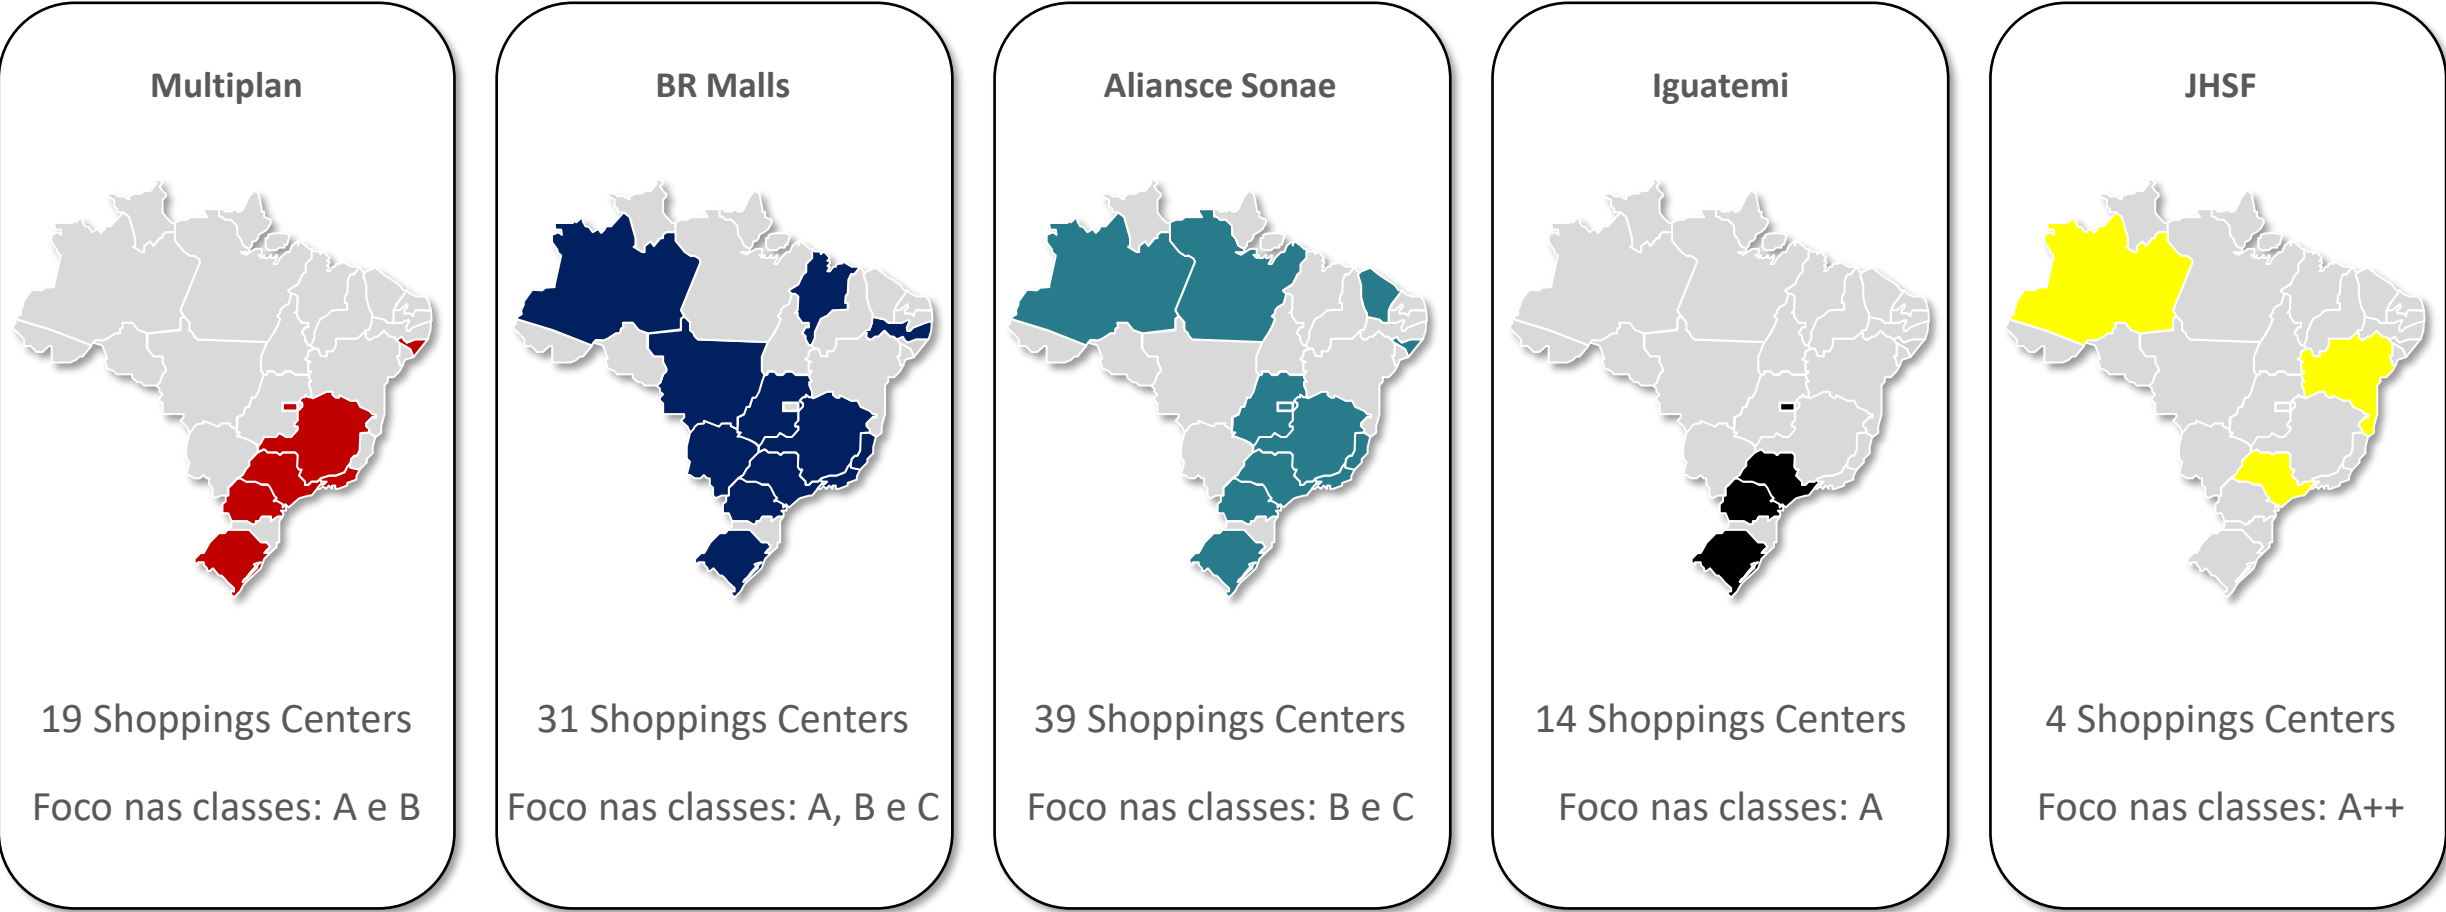 Multiplan
19 Shoppings Centers
Foco nas classes: A e B
BR Malls
31 Shoppings Centers
Foco nas classes: A, B e C
Aliansce Sonae
39 Shoppings Centers
Foco nas classes: B e C
Iguatemi
14 Shoppings Centers
Foco nas classes: A
JHSF
4 Shoppings Centers
Foco nas classes: A++